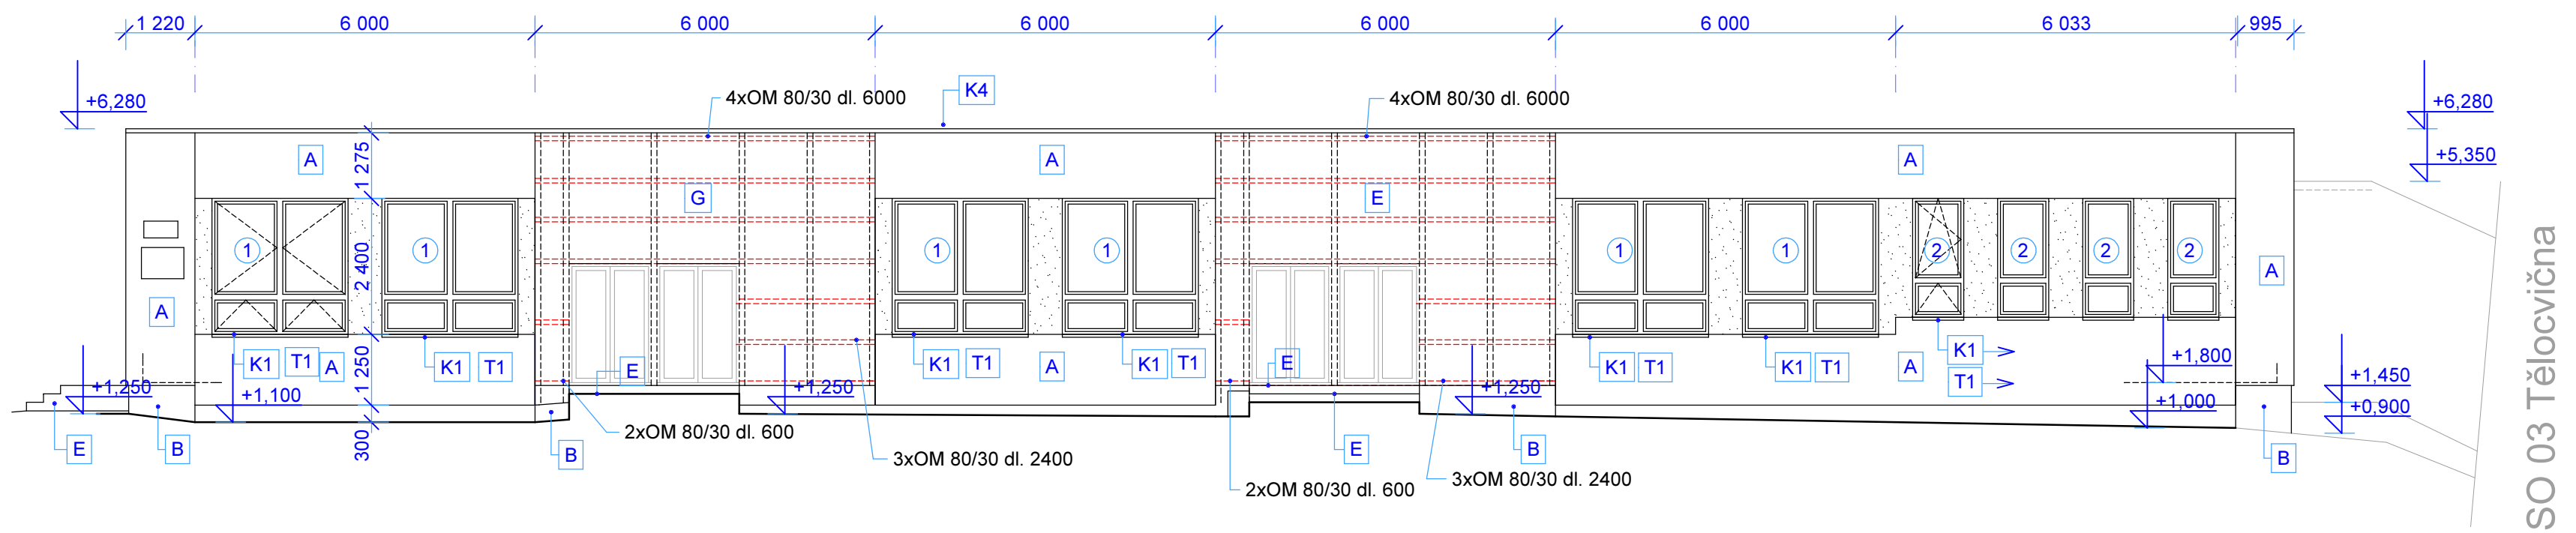 1 220
6 000
6 000
6 000
6 000
6 000
6 033
995
+6,280
4xOM 80/30 dl. 6000
K4
4xOM 80/30 dl. 6000
+6,280
+5,350
A
1 275
G
A
E
A
1
2 400
1
1
1
1
1
2
2
2
2
A
A
K1
T1
A
K1
T1
K1
T1
A
K1
T1
E
K1
T1
K1
T1
A
K1
T1
+1,800
E
+1,250
+1,100
1 250
+1,250
+1,250
+1,000
+1,450
+0,900
E
B
300
2xOM 80/30 dl. 600
B
3xOM 80/30 dl. 2400
E
2xOM 80/30 dl. 600
3xOM 80/30 dl. 2400
B
B
SO 03 Tělocvična